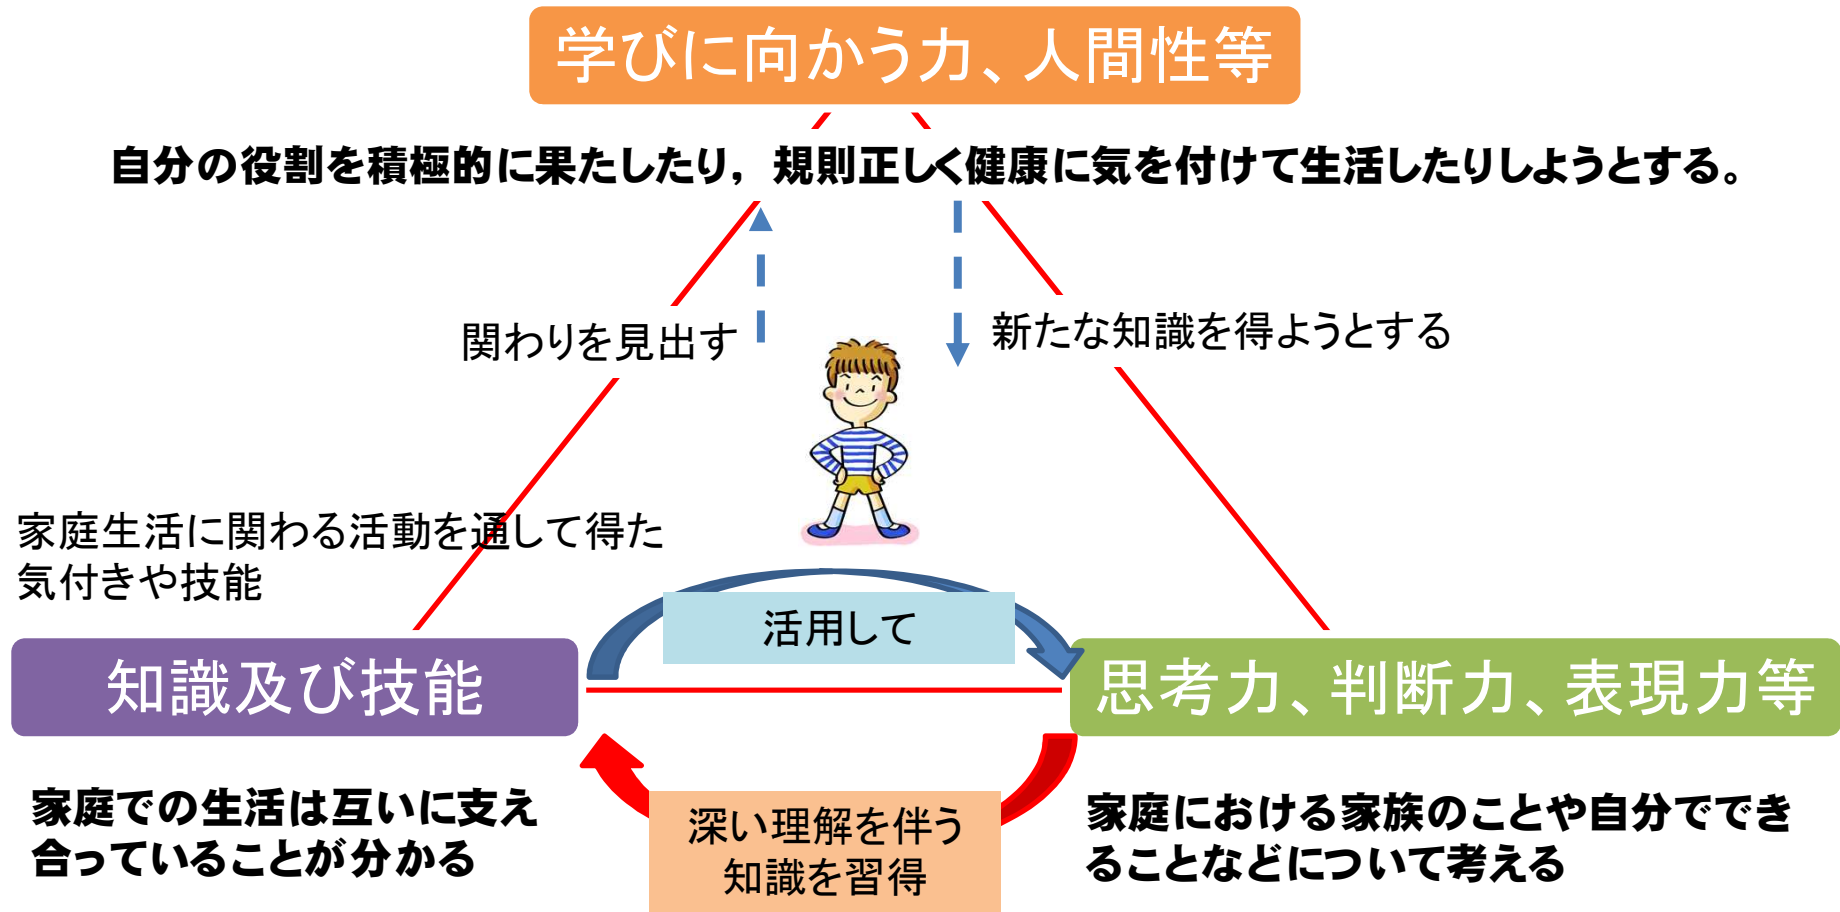 学びに向かう力、人間性等
自分の役割を積極的に果たしたり，規則正しく健康に気を付けて生活したりしようとする。
関わりを見出す
新たな知識を得ようとする
家庭生活に関わる活動を通して得た
気付きや技能
活用して
知識及び技能
思考力、判断力、表現力等
家庭での生活は互いに支え
合っていることが分かる
深い理解を伴う
知識を習得
家庭における家族のことや自分ででき
ることなどについて考える